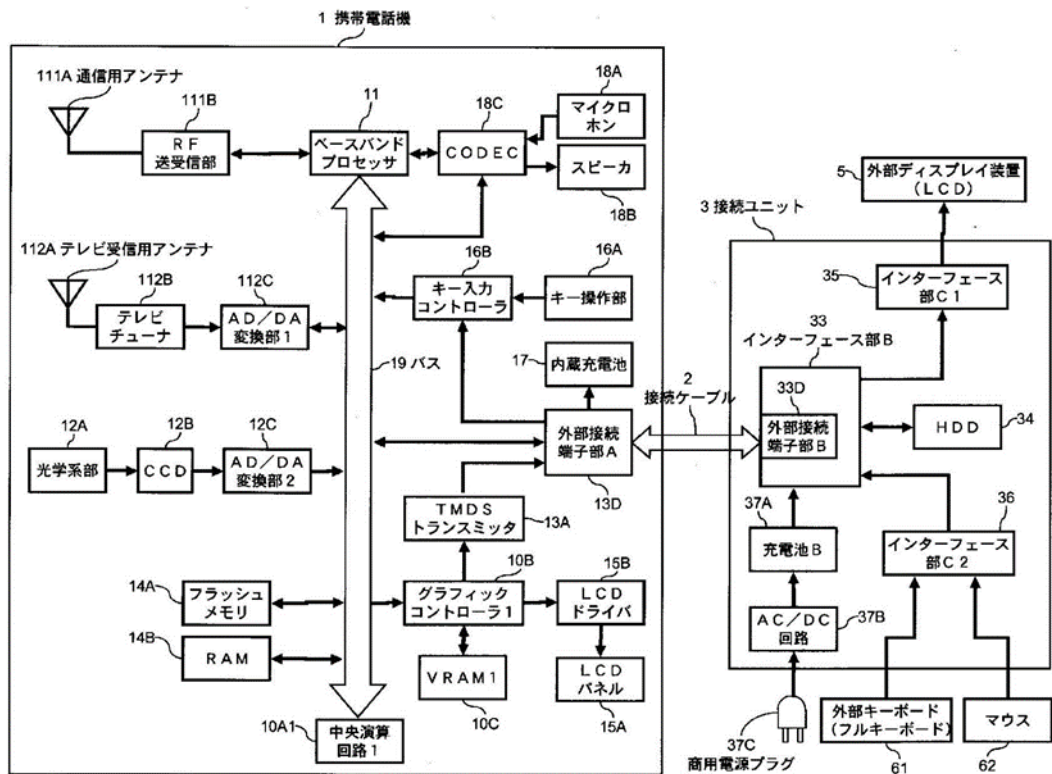 1 携帯電話機
111A 通信用アンテナ
111B
RF
送受信部
11
ベースバンド
プロセッサ
18C
CODEC
18A
マイクロ
ホン
スピーカ
18B
112A テレビ受信用アンテナ
112B
テレビ
チューナ
112C
AD/DA
変換部1
16B
キー入力
コントローラ
16A
キー操作部
19 バス
17
内蔵充電池
12A
光学系部
12B
CCD
12C
AD/DA
変換部2
外部接続
端子部A
13D
TMDS
トランスミッタ
13A
14A
フラッシュ
メモリ
10B
グラフィック
コントローラ1
15B
LCD
ドライバ
14B
RAM
VRAM1
10C
LCD
パネル
15A
10A1
中央演算
回路1
2
接続ケーブル
5
外部ディスプレイ装置
(LCD)
3 接続ユニット
35
インターフェース
部C1
33
インターフェース部B
33D
外部接続
端子部B
HDD
34
37A
充電池B
36
インターフェース
部C2
AC/DC
回路
37B
37C
商用電源プラグ
外部キーボード
(フルキーボード)
61
マウス
62